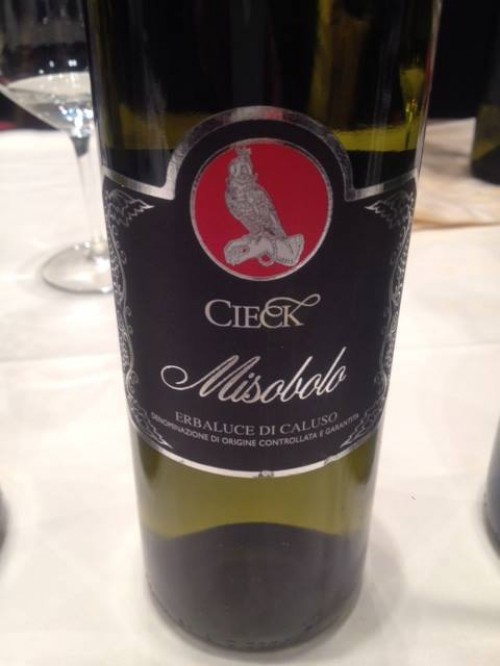 CIECK
Misobolo
ERBALUCE DI CALUSO
DENOMINAZIONE DI ORIGINE CONTROLLATA E GARANTITA